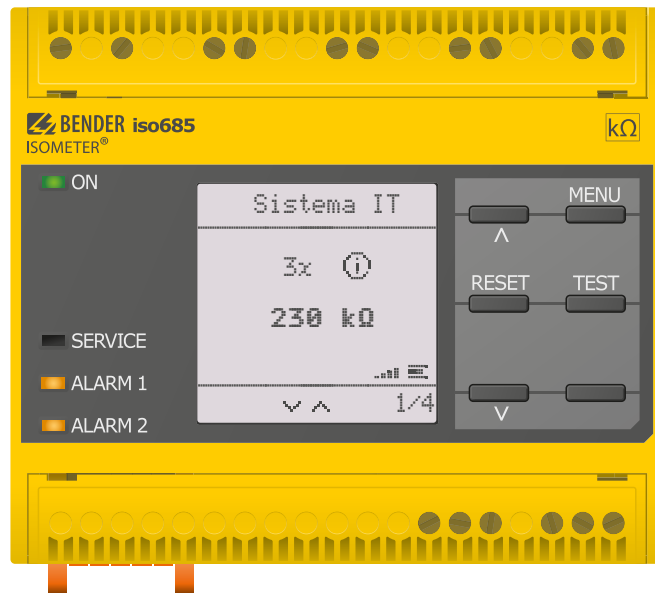 BENDER iso685
ISOMETER®
kΩ
ON
SERVICE
ALARM 1
ALARM 2
Sistema IT
3x
230 kΩ
1/4
MENU
RESET
TEST